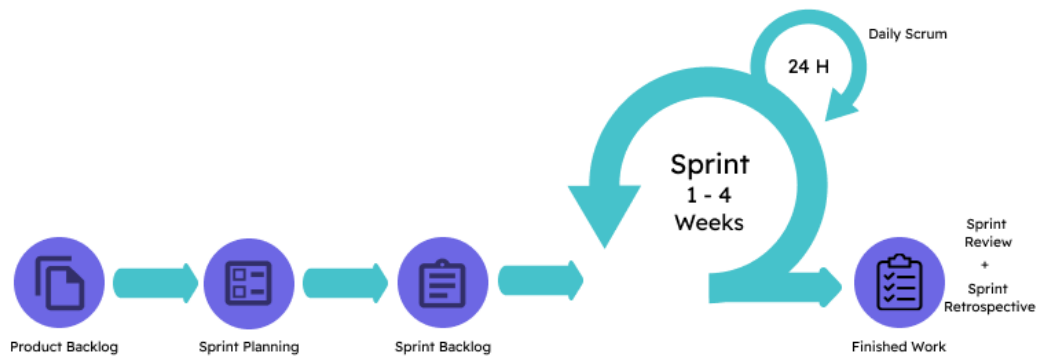 Daily Scrum
24 H
Sprint
1 - 4
Weeks
Sprint
Review
+
Sprint
Retrospective
Product Backlog
Sprint Planning
Sprint Backlog
Finished Work